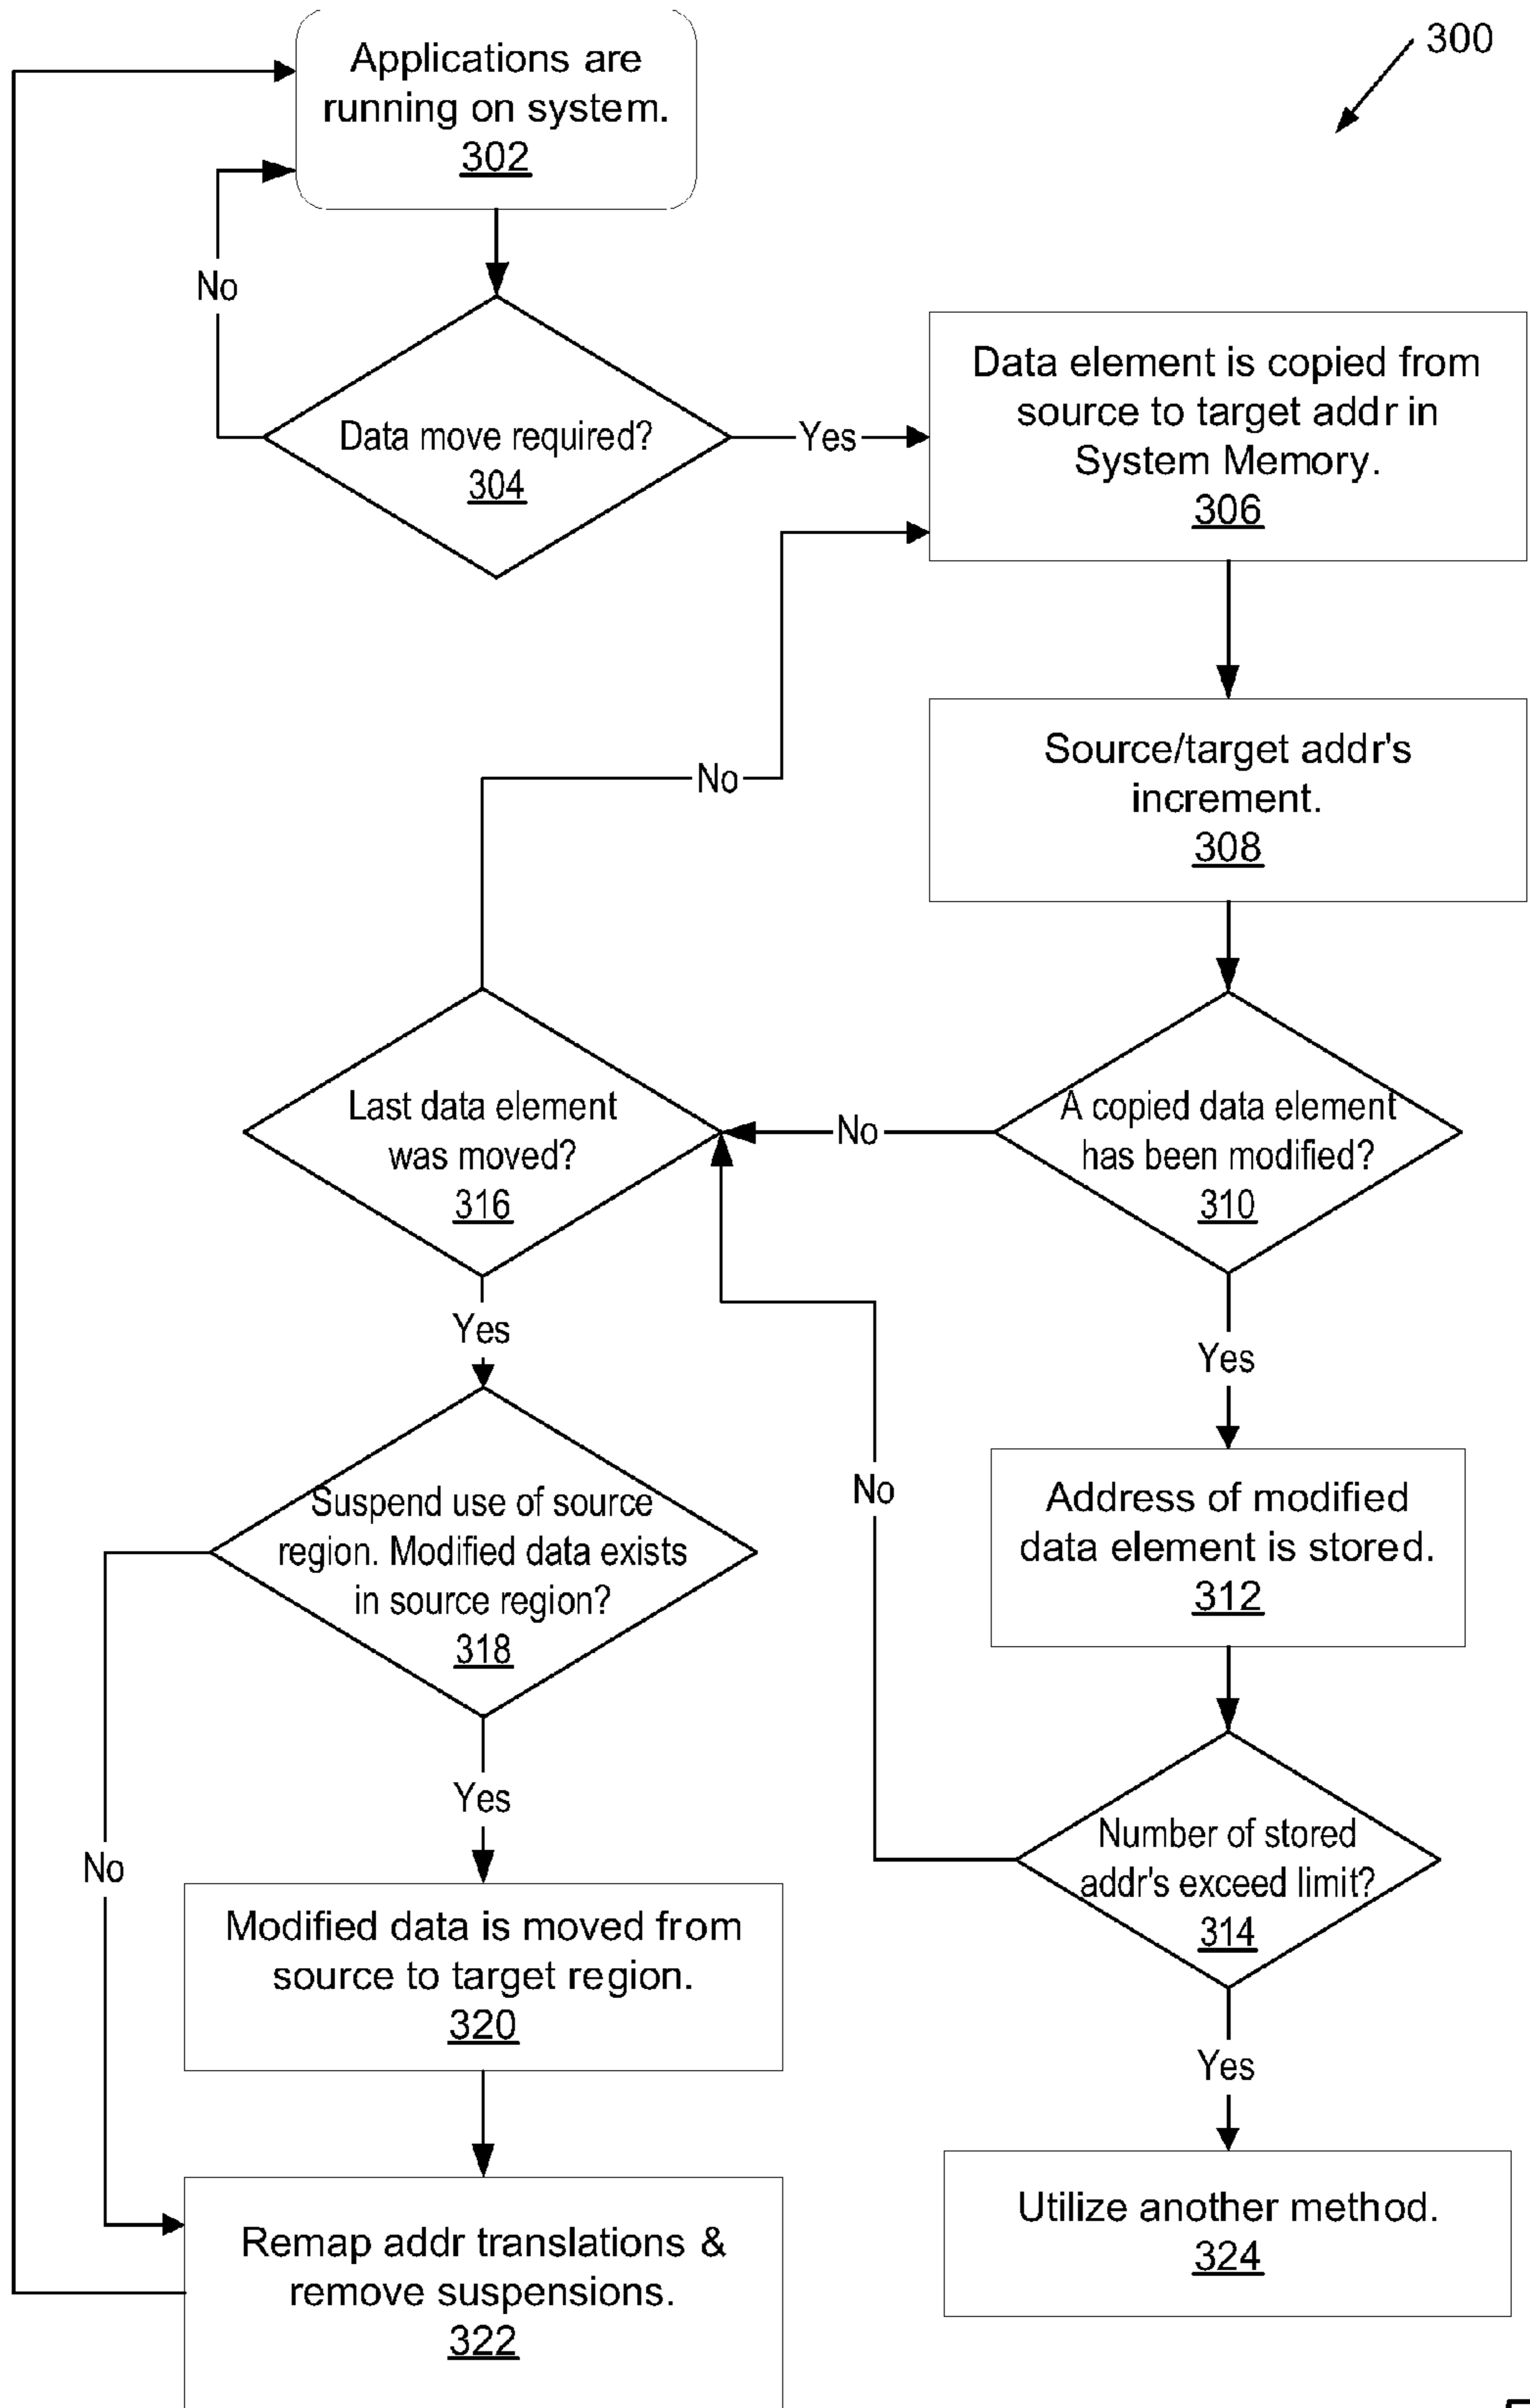 300
Applications are
running on system.
302
No
Data move required?
304
Yes
Data element is copied from
source to target addr in
System Memory.
306
Source/target addr's
increment.
308
No
Last data element
was moved?
316
No
A copied data element
has been modified?
310
Yes
Yes
Suspend use of source
region. Modified data exists
in source region?
318
No
Address of modified
data element is stored.
312
Yes
No
Number of stored
addr's exceed limit?
314
Modified data is moved from
source to target region.
320
Yes
Remap addr translations &
remove suspensions.
322
Utilize another method.
324